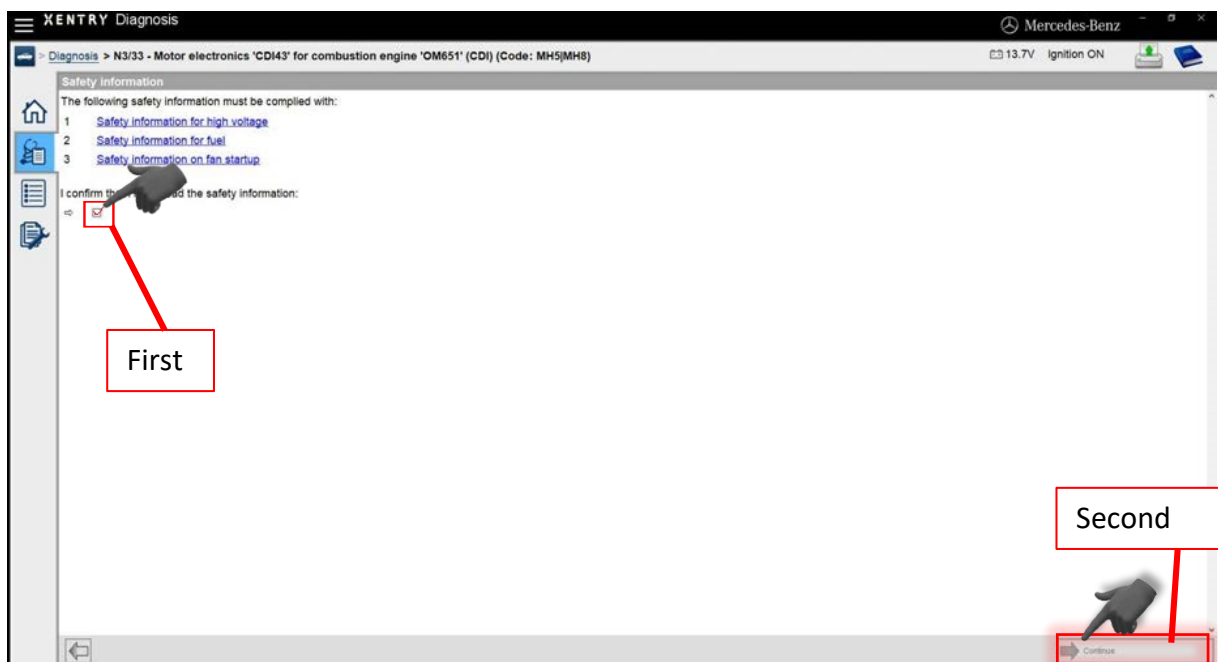 XENTRY Diagnosis
Mercedes-Benz
> Diagnosis > N3/33 - Motor electronics 'CDI43' for combustion engine 'OM651' (CDI) (Code: MH5|MH8)
13.7V Ignition ON
Safety information
The following safety information must be complied with:
1 Safety information for high voltage
2 Safety information for fuel
3 Safety information on fan startup
I confirm the safety information:
First
Second
Continue